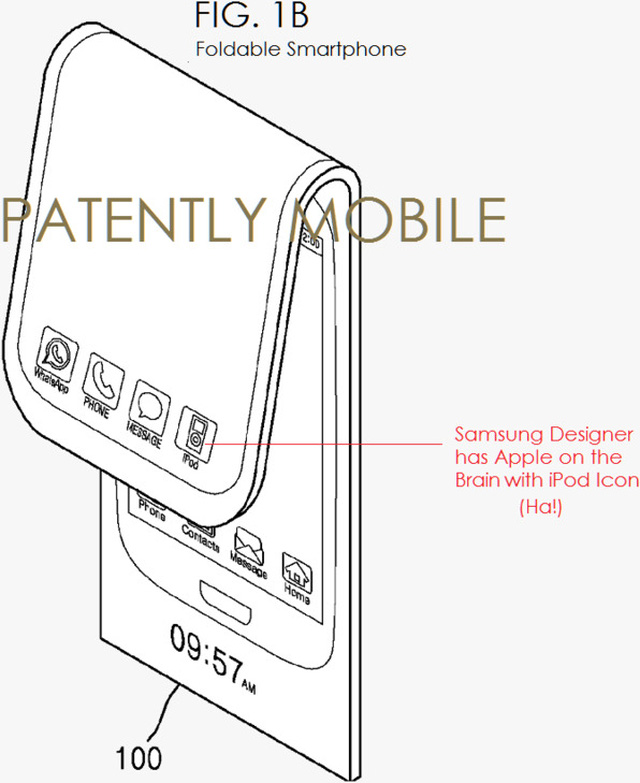 FIG. 1B
Foldable Smartphone
PATENTLY MOBILE
2:00
WhatsApp
PHONE
MESSAGE
iPod
Samsung Designer
has Apple on the
Brain with iPod Icon
(Ha!)
Phone
Contacts
Message
Home
09:57 AM
100